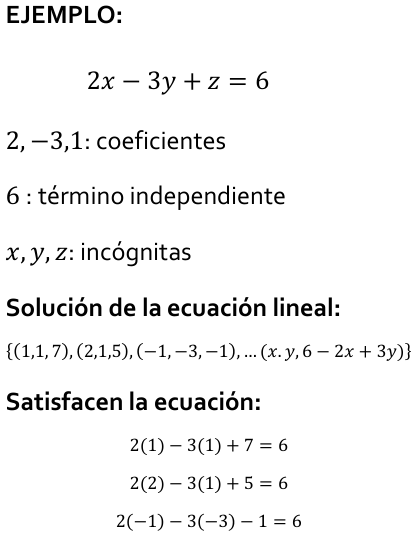 EJEMPLO:
2x − 3y + z = 6
2, −3,1: coeficientes
6 : término independiente
x, y, z: incógnitas
Solución de la ecuación lineal:
{(1,1, 7), (2,1,5), (−1, −3, −1), ... (x. y, 6 − 2x + 3y)}
Satisfacen la ecuación:
2(1) − 3(1) + 7 = 6
2(2) − 3(1) + 5 = 6
2(−1) − 3(−3) − 1 = 6